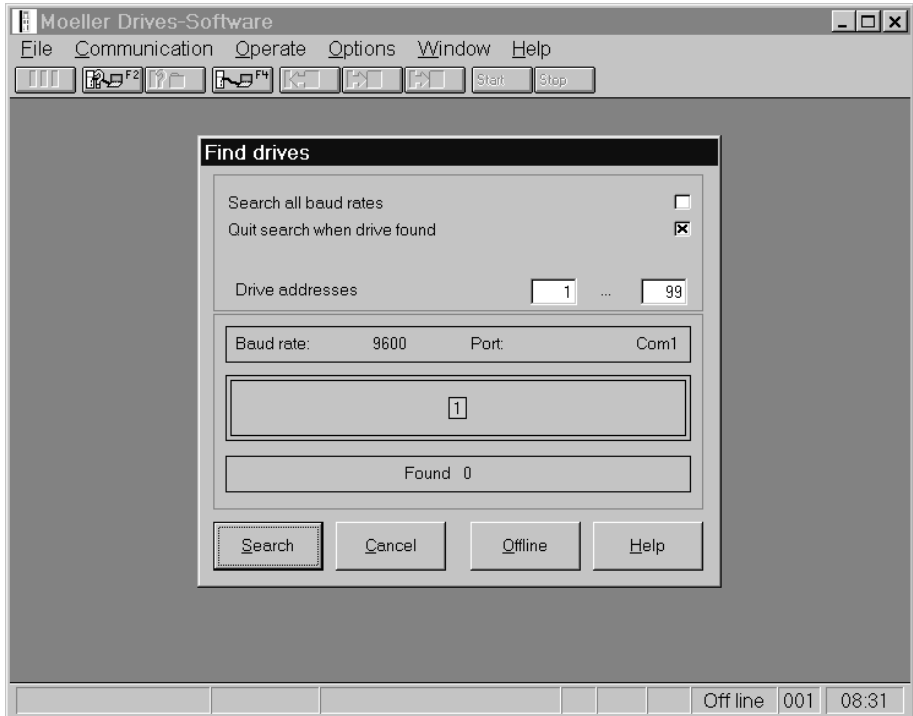 Moeller Drives-Software
File Communication Operate Options Window Help
F2 F4 Start Stop
Find drives
Search all baud rates
Quit search when drive found
Drive addresses 1 ... 99
Baud rate: 9600 Port: Com1
1
Found 0
Search Cancel Offline Help
Off line 001 08:31